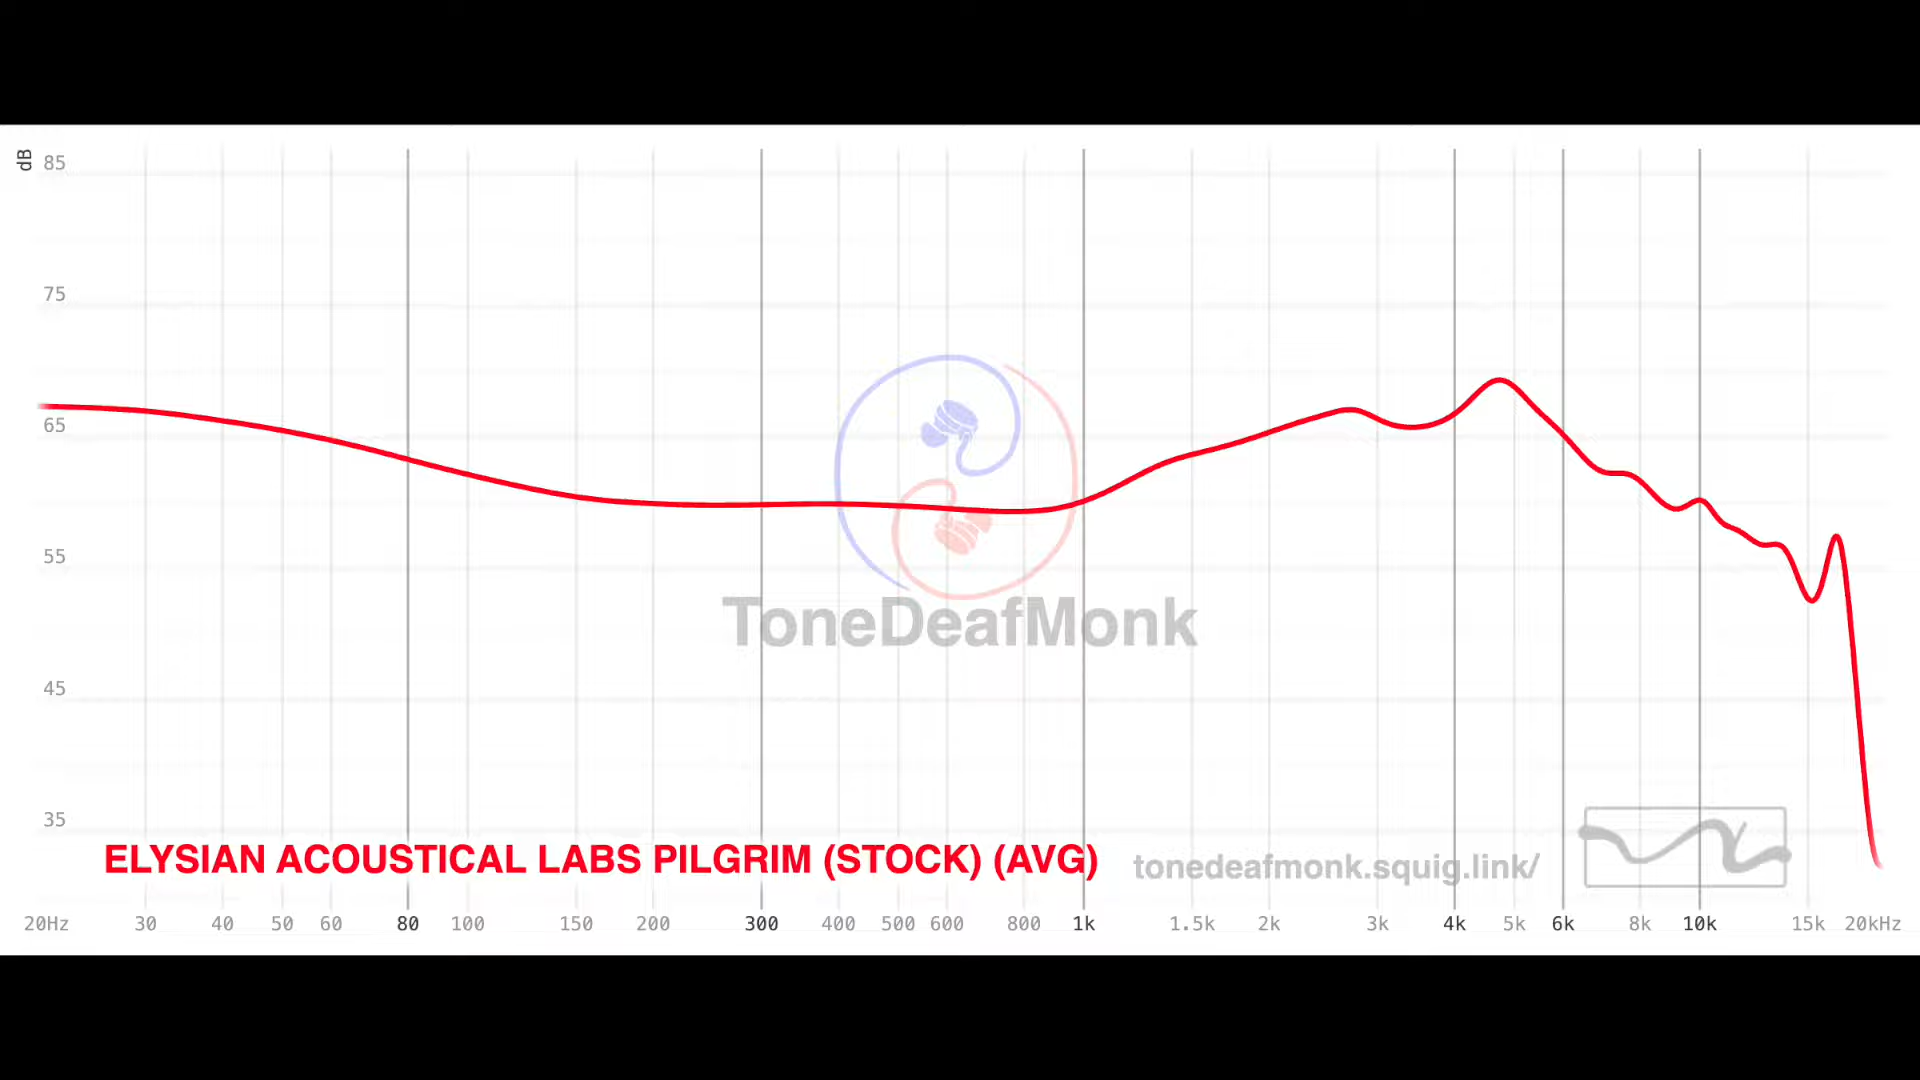 dB
85
75
65
55
45
35
ToneDeafMonk
ELYSIAN ACOUSTICAL LABS PILGRIM (STOCK) (AVG)
tonedeafmonk.squig.link/
20Hz 30 40 50 60 80 100 150 200 300 400 500 600 800 1k 1.5k 2k 3k 4k 5k 6k 8k 10k 15k 20kHz